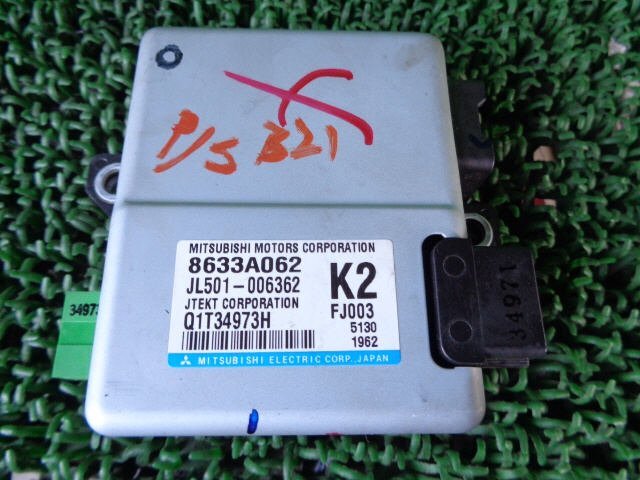 P/S B21
MITSUBISHI MOTORS CORPORATION
8633A062
JL501-006362
K2
JTEKT CORPORATION
FJ003
Q1T34973H
5130
1962
MITSUBISHI ELECTRIC CORP., JAPAN
34971
34973